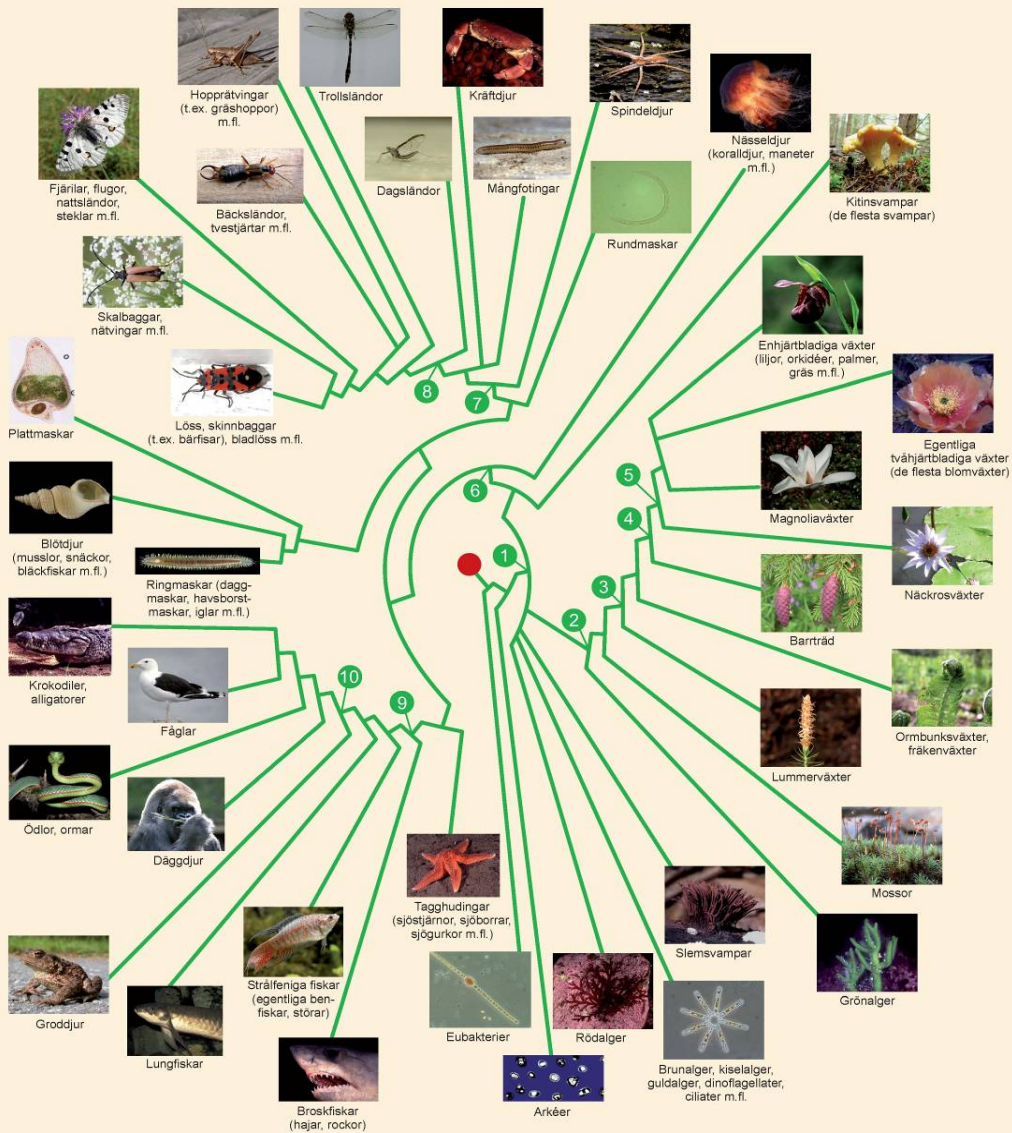 Hopprätvingar
(t.ex. gräshoppor)
m.fl.
Trollsländor
Kräftdjur
Spindeldjur
Nässeldjur
(koralldjur, maneter
m.fl.)
Kitinsvampar
(de flesta svampar)
Fjärilar, flugor,
nattsländor,
steklar m.fl.
Bäcksländor,
tvestjärtar m.fl.
Dagsländor
Mångfotingar
Rundmaskar
Skalbaggar,
nätvingar m.fl.
Enhjärtbladiga växter
(liljor, orkidéer, palmer,
gräs m.fl.)
Löss, skinnbaggar
(t.ex. bärfisar), bladlöss m.fl.
Plattmaskar
Egentliga
tvåhjärtbladiga växter
(de flesta blomväxter)
Magnoliaväxter
Blötdjur
(musslor, snäckor,
bläckfiskar m.fl.)
Ringmaskar (dagg-
maskar, havsborst-
maskar, iglar m.fl.)
Näckrosväxter
Barrträd
Krokodiler,
alligatorer
Fåglar
Ormbunksväxter,
fräkenväxter
Lummerväxter
Ödlor, ormar
Däggdjur
Mossor
Tagghudingar
(sjöstjärnor, sjöborrar,
sjögurkor m.fl.)
Slemsvampar
Grönalger
Groddjur
Lungfiskar
Strålfeniga fiskar
(egentliga ben-
fiskar, störar)
Broskfiskar
(hajar, rockor)
Eubakterier
Arkéer
Rödalger
Brunalger, kiselalger,
guldalger, dinoflagellater,
ciliater m.fl.
1
2
3
4
5
6
7
8
9
10